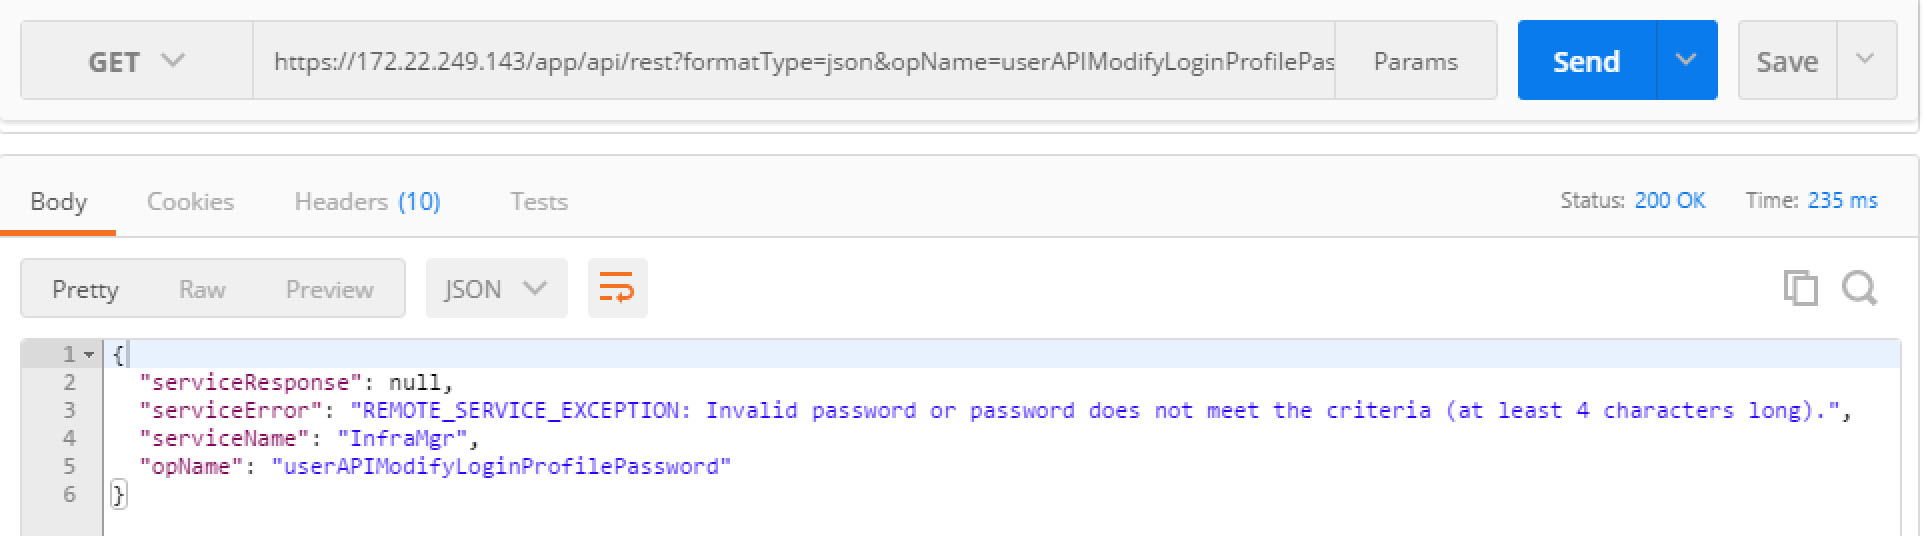 GET https://172.22.249.143/app/api/rest?formatType=json&opName=userAPIModifyLoginProfilePas Params Send Save
Body Cookies Headers (10) Tests Status: 200 OK Time: 235 ms
Pretty Raw Preview JSON
1 {
2 "serviceResponse": null,
3 "serviceError": "REMOTE_SERVICE_EXCEPTION: Invalid password or password does not meet the criteria (at least 4 characters long).",
4 "serviceName": "InfraMgr",
5 "opName": "userAPIModifyLoginProfilePassword"
6 }